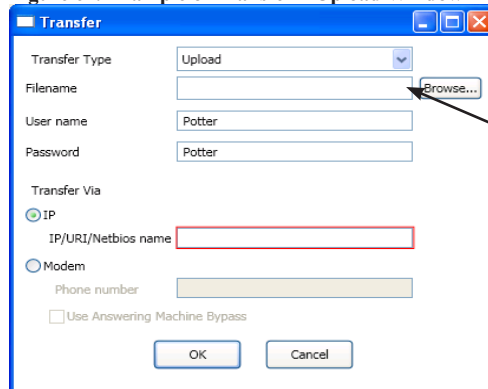 Transfer
Transfer Type Upload
Filename Browse...
User name Potter
Password Potter
Transfer Via
IP
IP/URI/Netbios name
Modem
Phone number
Use Answering Machine Bypass
OK Cancel